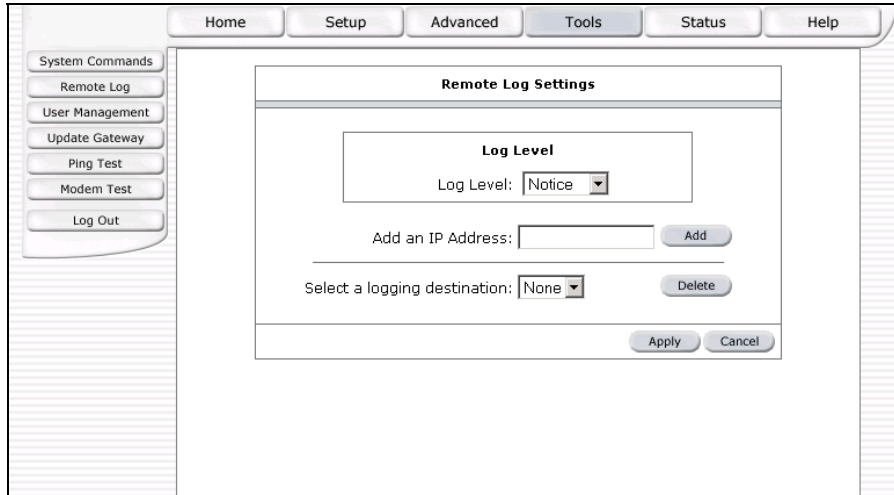 Home Setup Advanced Tools Status Help
System Commands
Remote Log
User Management
Update Gateway
Ping Test
Modem Test
Log Out
Remote Log Settings
Log Level
Log Level: Notice
Add an IP Address: Add
Select a logging destination: None Delete
Apply Cancel